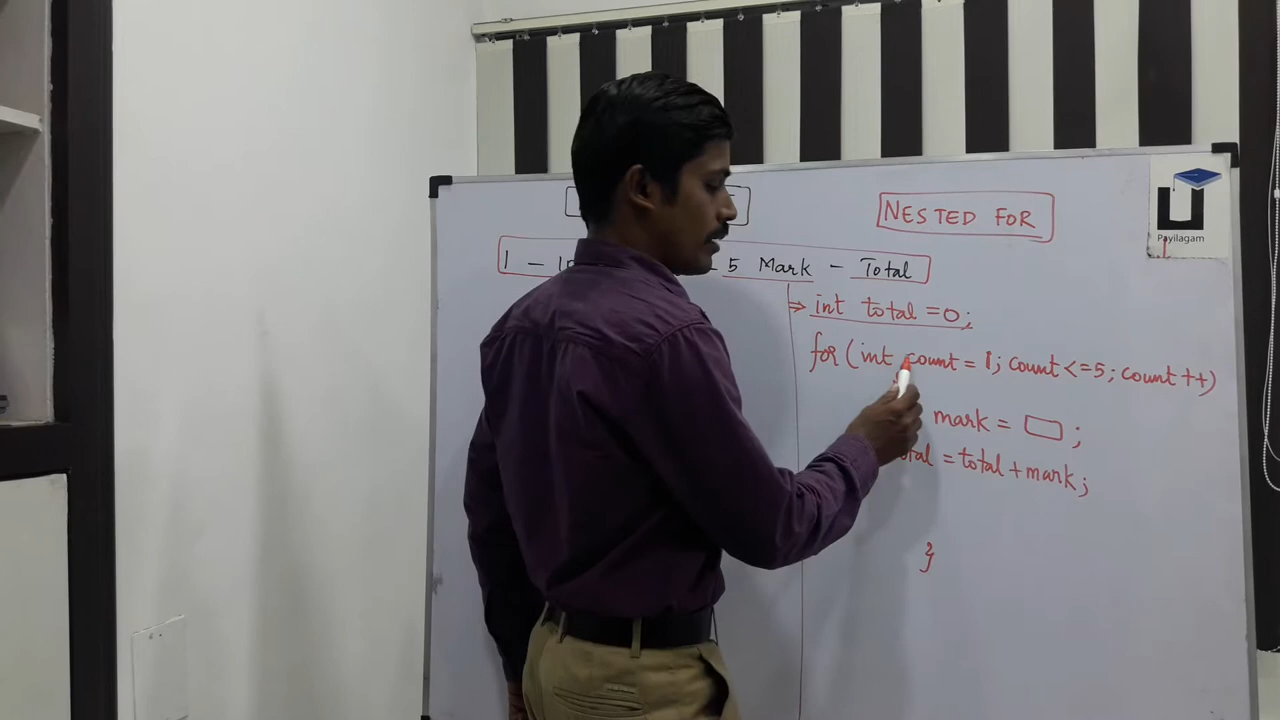 NESTED FOR
Payilagam
5 Mark - Total
int total = 0;
for (int count = 1; count <= 5; count ++)
mark = ;
= total + mark;
}